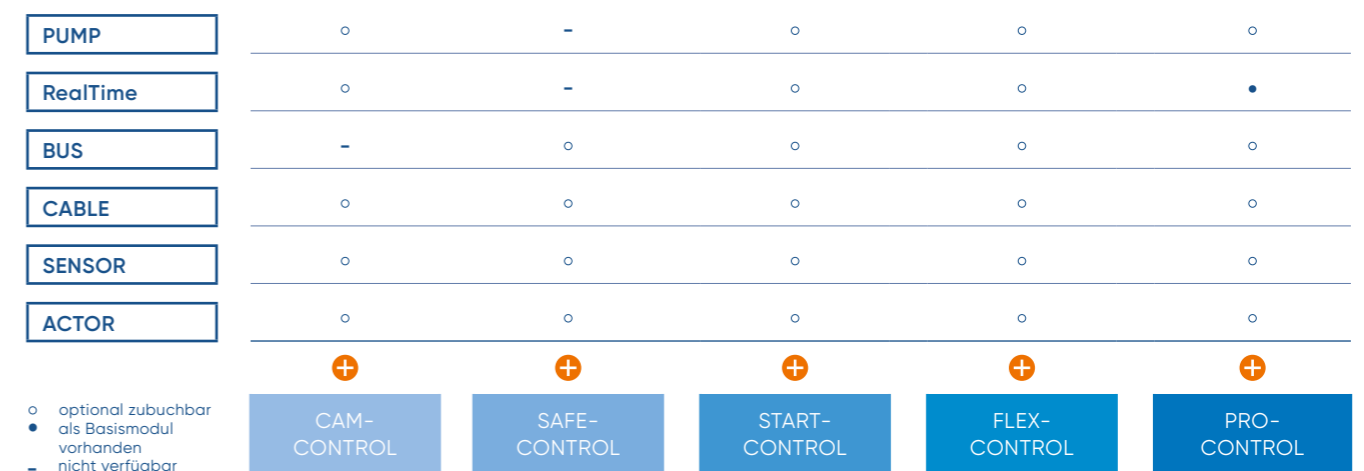 PUMP ○ - ○ ○ ○
RealTime ○ - ○ ○ ●
BUS - ○ ○ ○ ○
CABLE ○ ○ ○ ○ ○
SENSOR ○ ○ ○ ○ ○
ACTOR ○ ○ ○ ○ ○
○ optional zubuchbar
● als Basismodul
vorhanden
- nicht verfügbar
CAM-
CONTROL
SAFE-
CONTROL
START-
CONTROL
FLEX-
CONTROL
PRO-
CONTROL